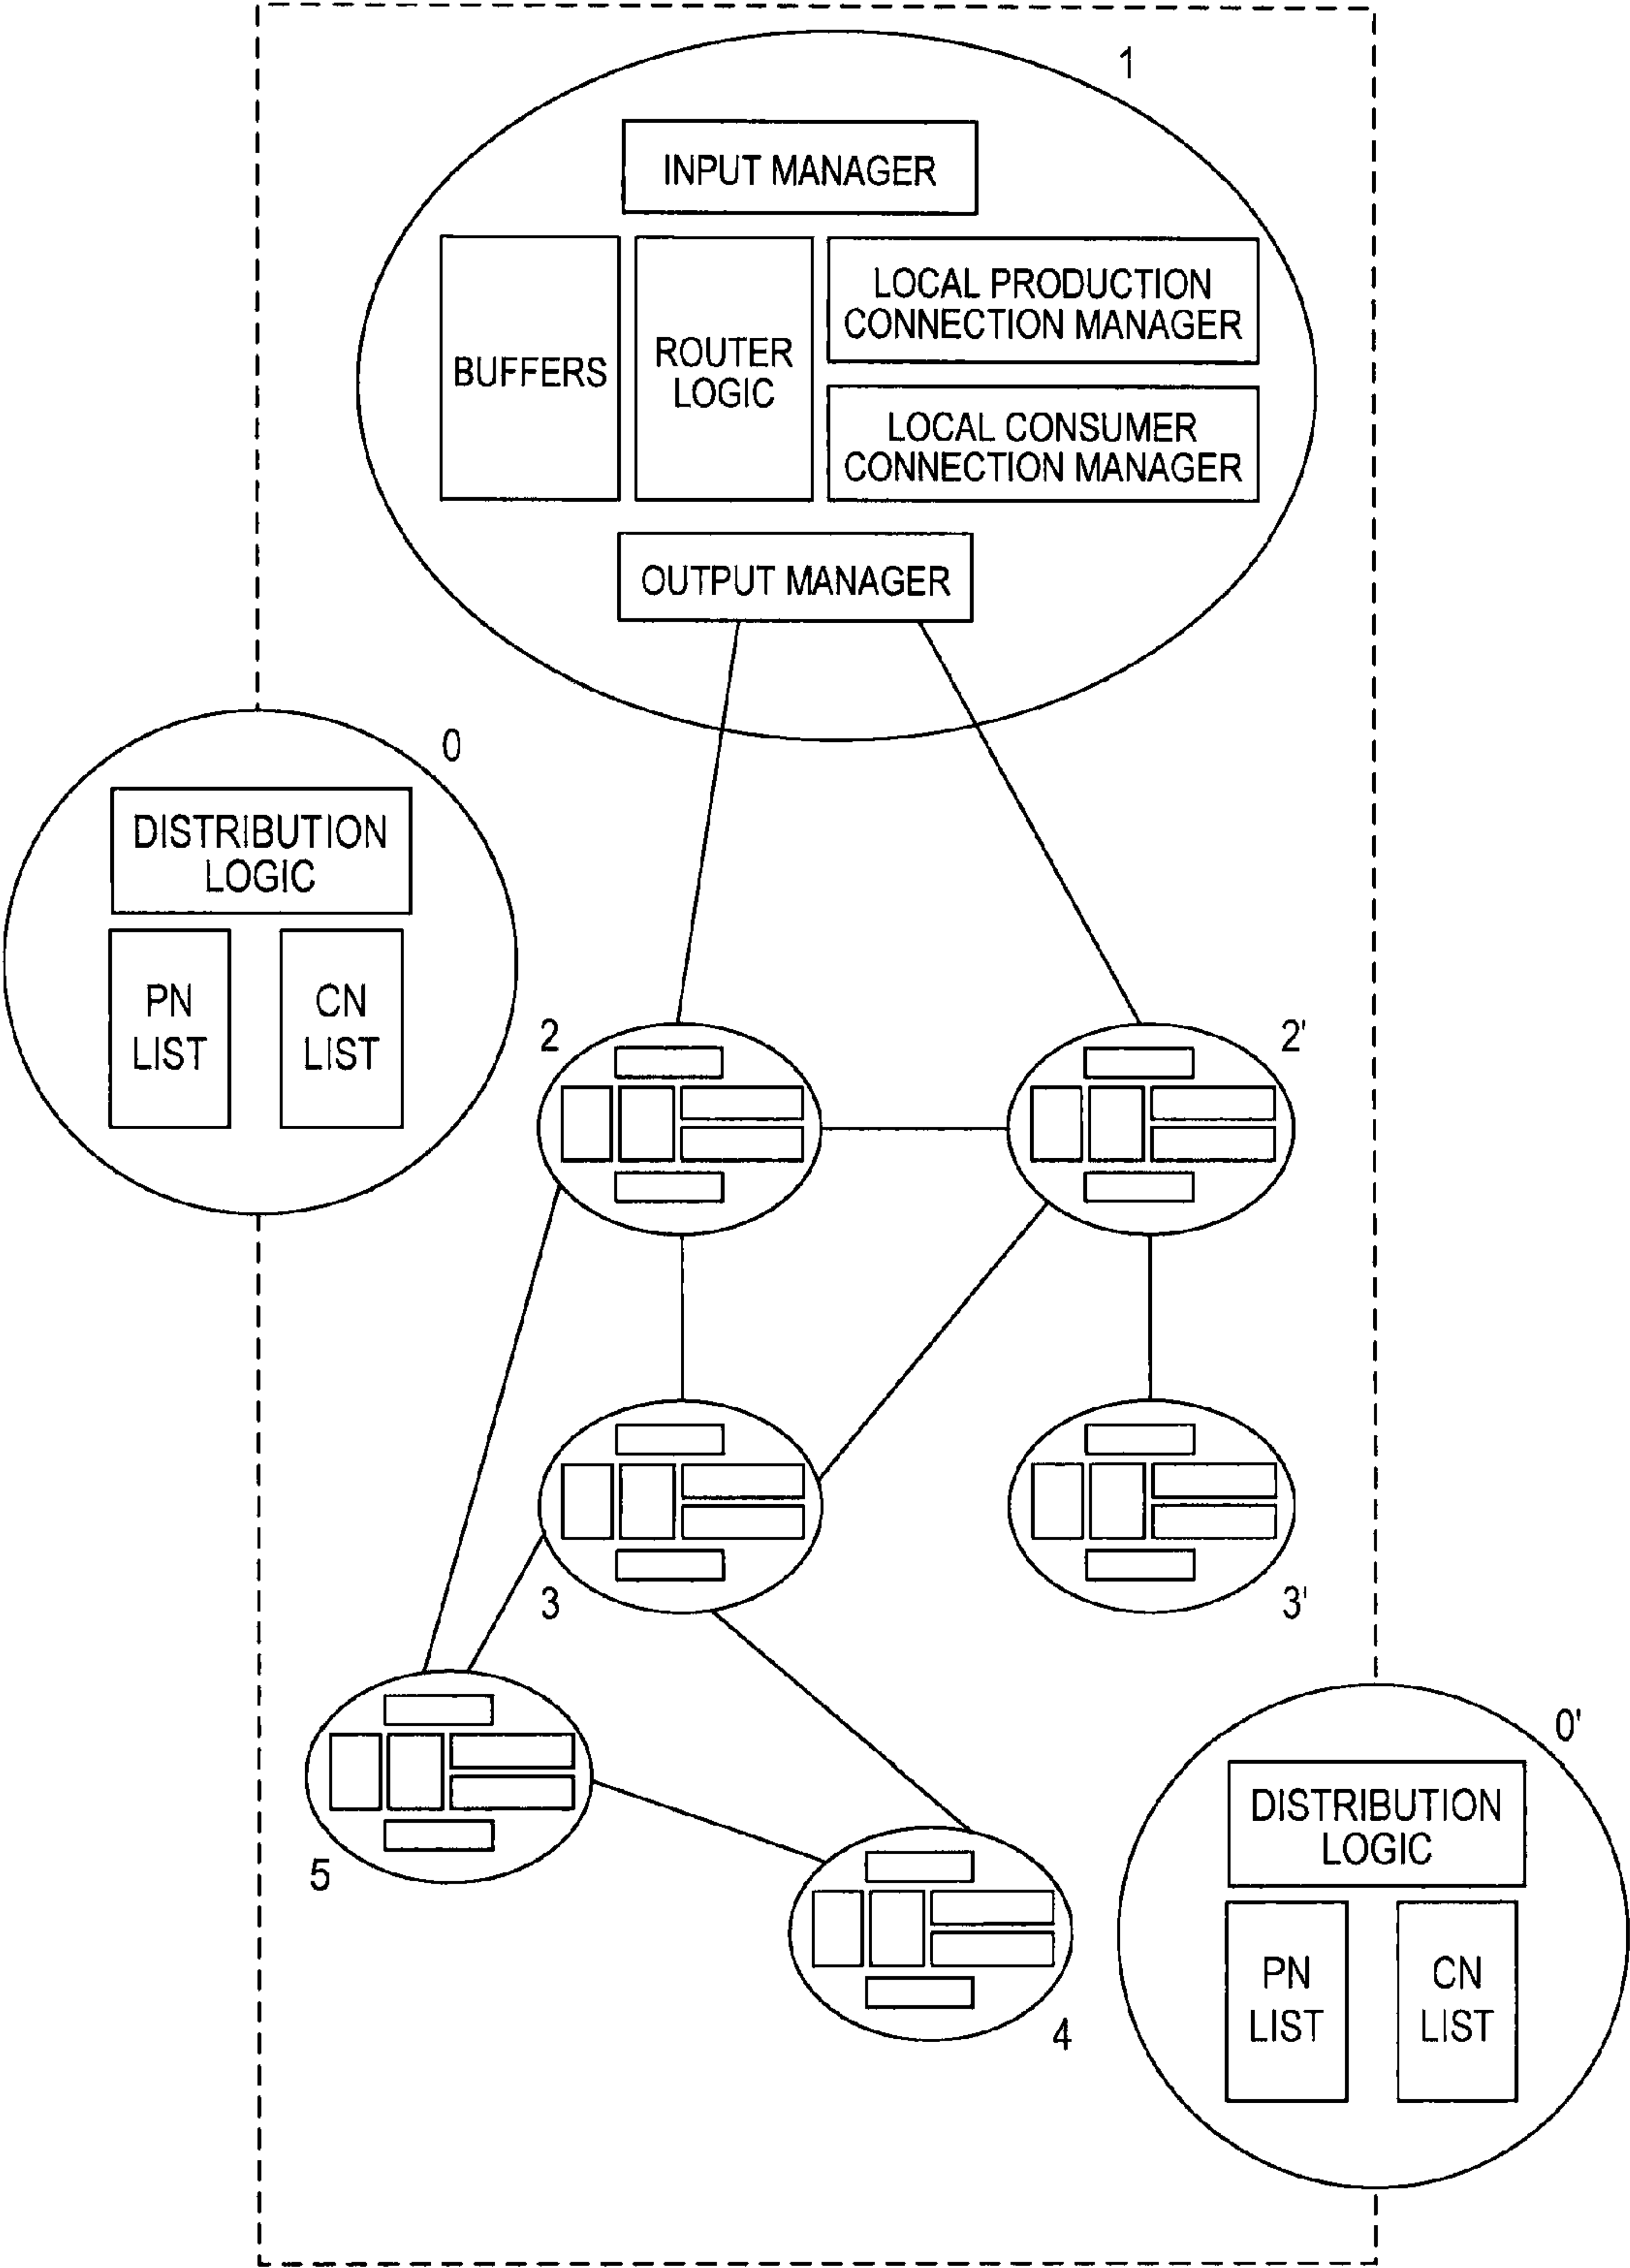 1
INPUT MANAGER
BUFFERS
ROUTER
LOGIC
LOCAL PRODUCTION
CONNECTION MANAGER
LOCAL CONSUMER
CONNECTION MANAGER
OUTPUT MANAGER
0
DISTRIBUTION
LOGIC
PN
LIST
CN
LIST
2
2'
3
3'
5
4
0'
DISTRIBUTION
LOGIC
PN
LIST
CN
LIST